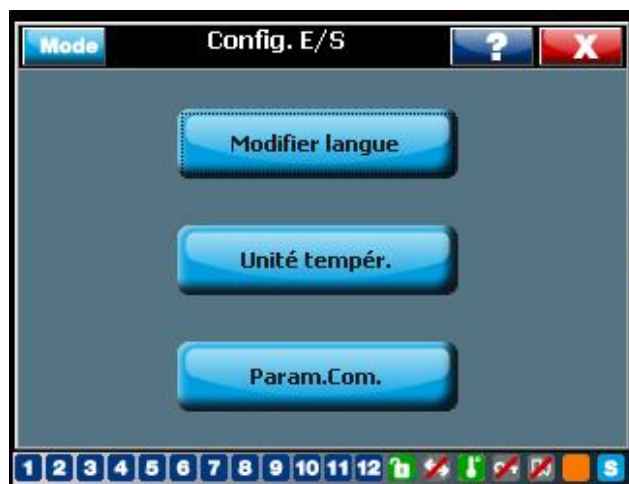 Mode Config. E/S ? X
Modifier langue
Unité tempér.
Param.Com.
1 2 3 4 5 6 7 8 9 10 11 12 S